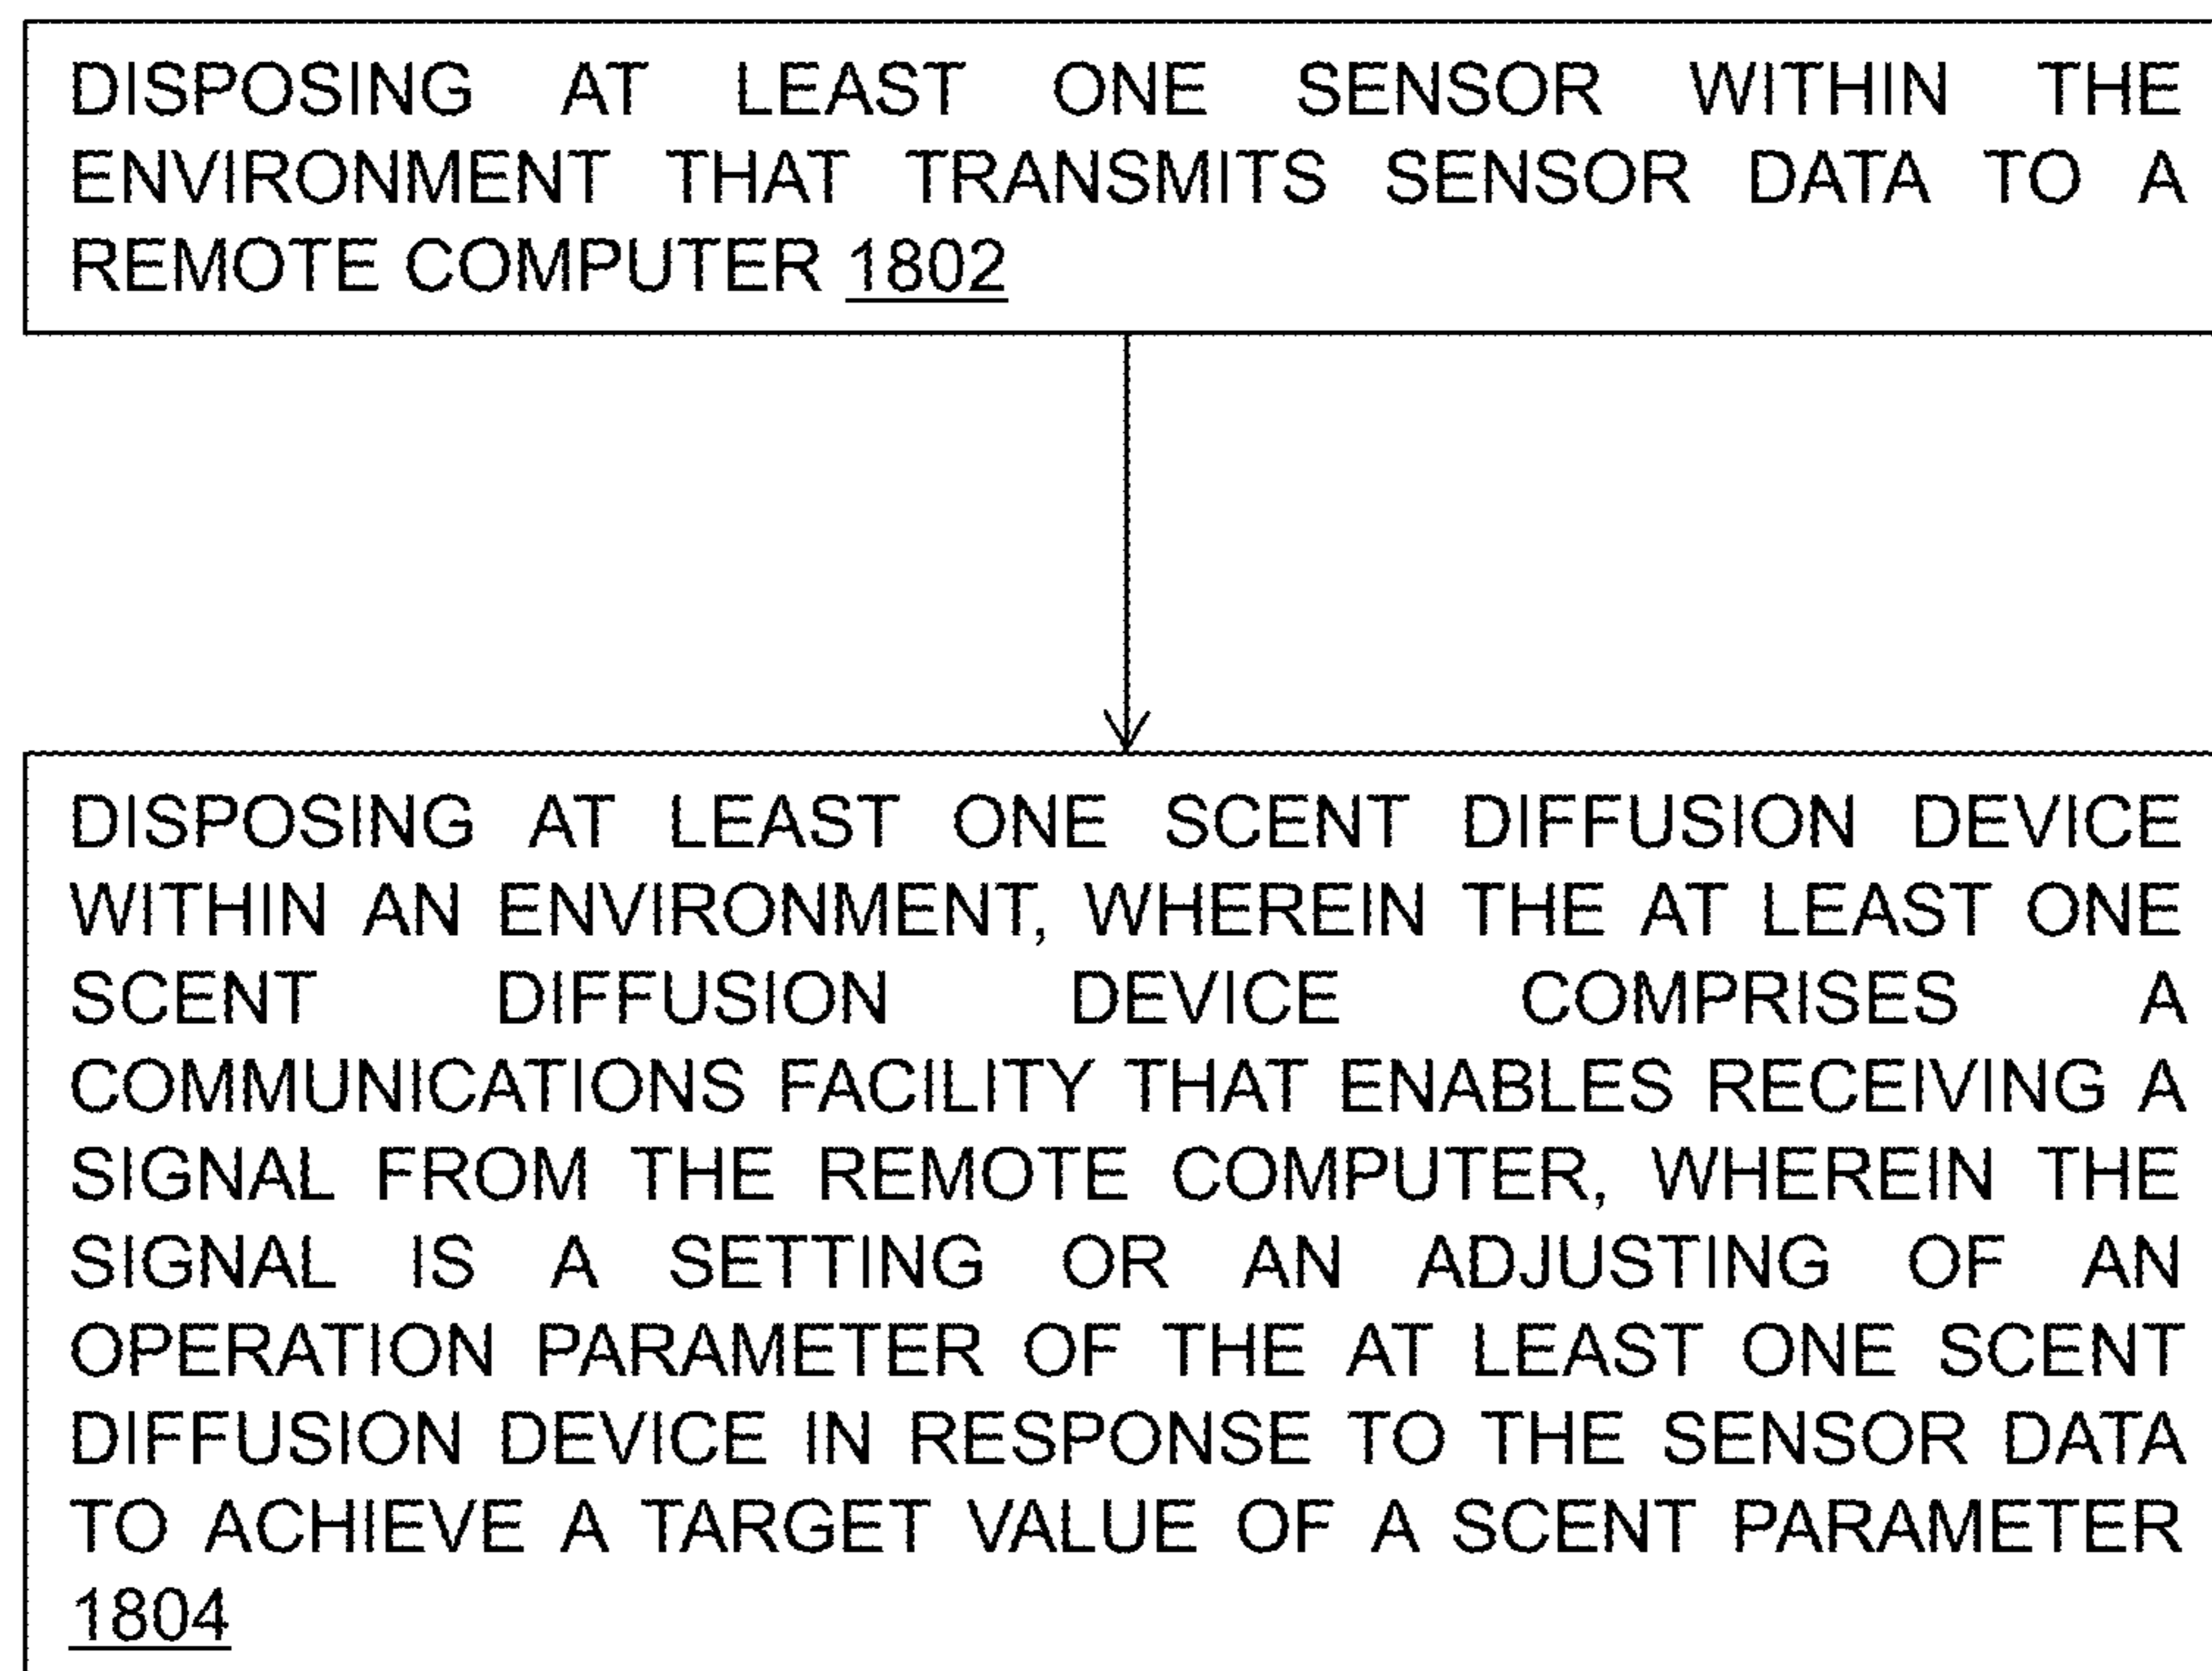 DISPOSING AT LEAST ONE SENSOR WITHIN THE
ENVIRONMENT THAT TRANSMITS SENSOR DATA TO A
REMOTE COMPUTER 1802
DISPOSING AT LEAST ONE SCENT DIFFUSION DEVICE
WITHIN AN ENVIRONMENT, WHEREIN THE AT LEAST ONE
SCENT DIFFUSION DEVICE COMPRISES A
COMMUNICATIONS FACILITY THAT ENABLES RECEIVING A
SIGNAL FROM THE REMOTE COMPUTER, WHEREIN THE
SIGNAL IS A SETTING OR AN ADJUSTING OF AN
OPERATION PARAMETER OF THE AT LEAST ONE SCENT
DIFFUSION DEVICE IN RESPONSE TO THE SENSOR DATA
TO ACHIEVE A TARGET VALUE OF A SCENT PARAMETER
1804